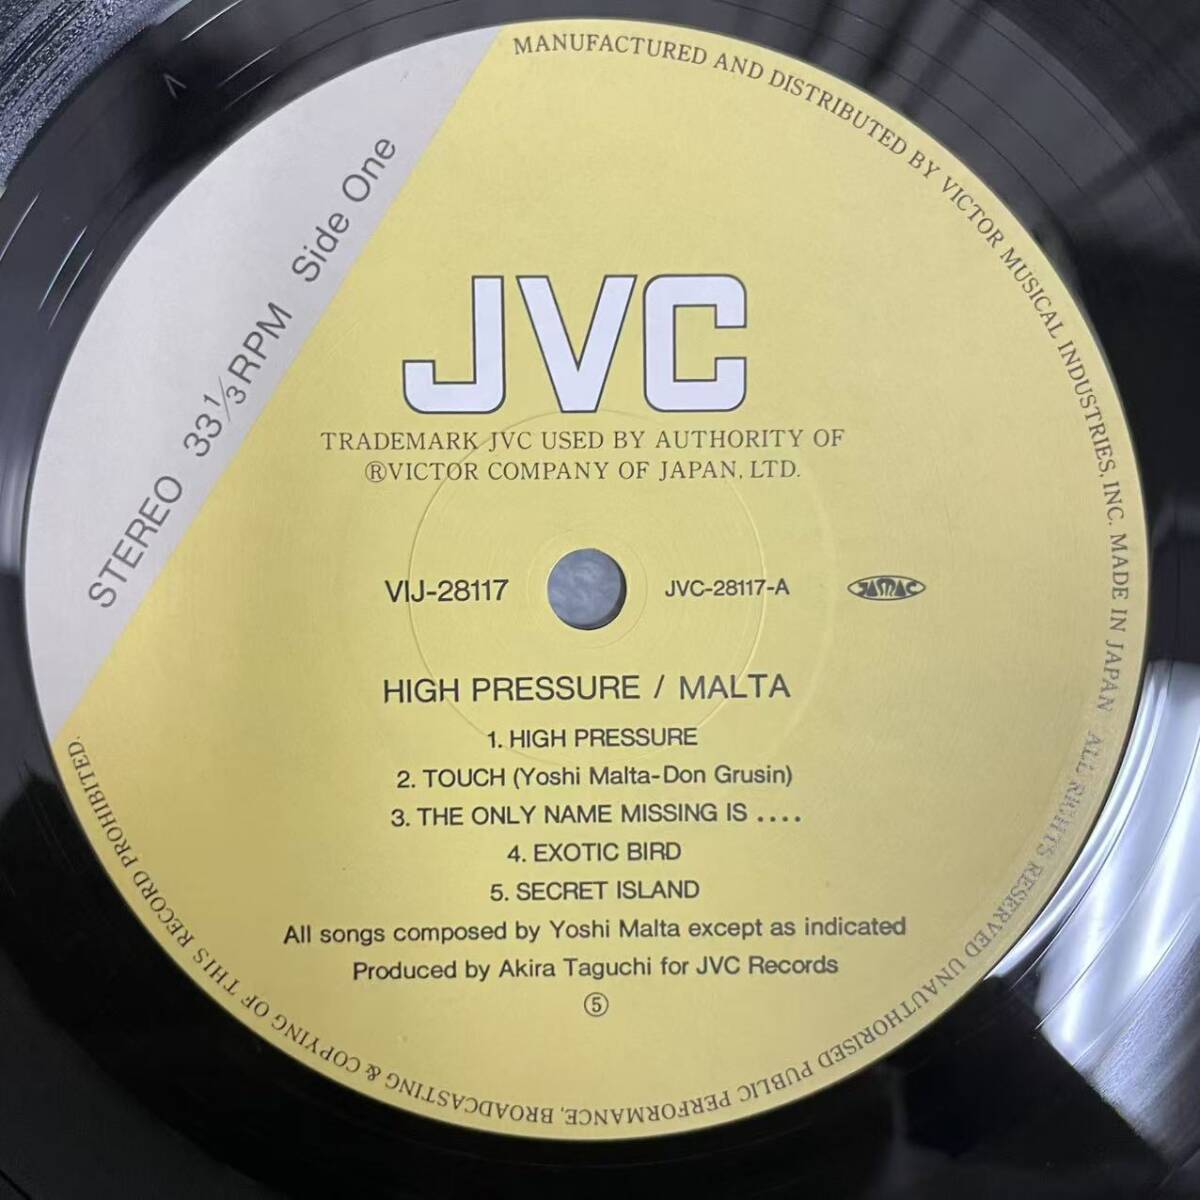 STEREO 33⅓RPM Side One
MANUFACTURED AND DISTRIBUTED BY VICTOR MUSICAL INDUSTRIES, INC. MADE IN JAPAN ALL RIGHTS RESERVED UNAUTHORISED PUBLIC PERFORMANCE, BROADCASTING & COPYING OF THIS RECORD PROHIBITED.
JVC
TRADEMARK JVC USED BY AUTHORITY OF
®VICTOR COMPANY OF JAPAN, LTD.
VIJ-28117 JVC-28117-A JASRAC
HIGH PRESSURE / MALTA
1. HIGH PRESSURE
2. TOUCH (Yoshi Malta-Don Grusin)
3. THE ONLY NAME MISSING IS ....
4. EXOTIC BIRD
5. SECRET ISLAND
All songs composed by Yoshi Malta except as indicated
Produced by Akira Taguchi for JVC Records
⑤